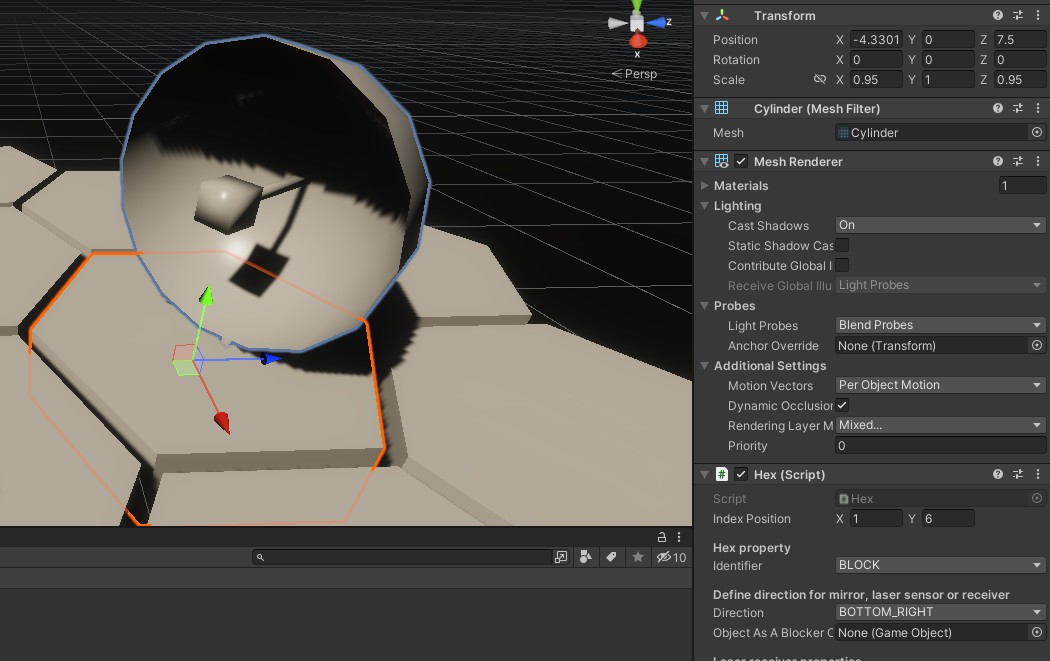 z
x
< Persp
10
Transform
Position X -4.3301 Y 0 Z 7.5
Rotation X 0 Y 0 Z 0
Scale X 0.95 Y 1 Z 0.95
Cylinder (Mesh Filter)
Mesh Cylinder
Mesh Renderer
Materials 1
Lighting
Cast Shadows On
Static Shadow Cas
Contribute Global I
Receive Global Illu Light Probes
Probes
Light Probes Blend Probes
Anchor Override None (Transform)
Additional Settings
Motion Vectors Per Object Motion
Dynamic Occlusion
Rendering Layer M Mixed...
Priority 0
# Hex (Script)
Script Hex
Index Position X 1 Y 6
Hex property
Identifier BLOCK
Define direction for mirror, laser sensor or receiver
Direction BOTTOM_RIGHT
Object As A Blocker C None (Game Object)
Laser receiver properties